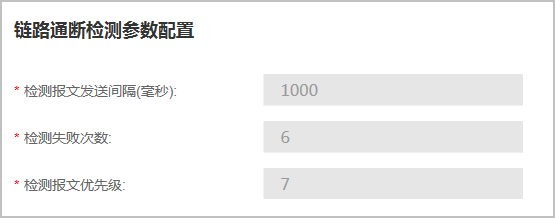 链路通断检测参数配置
* 检测报文发送间隔(毫秒): 1000
* 检测失败次数: 6
* 检测报文优先级: 7